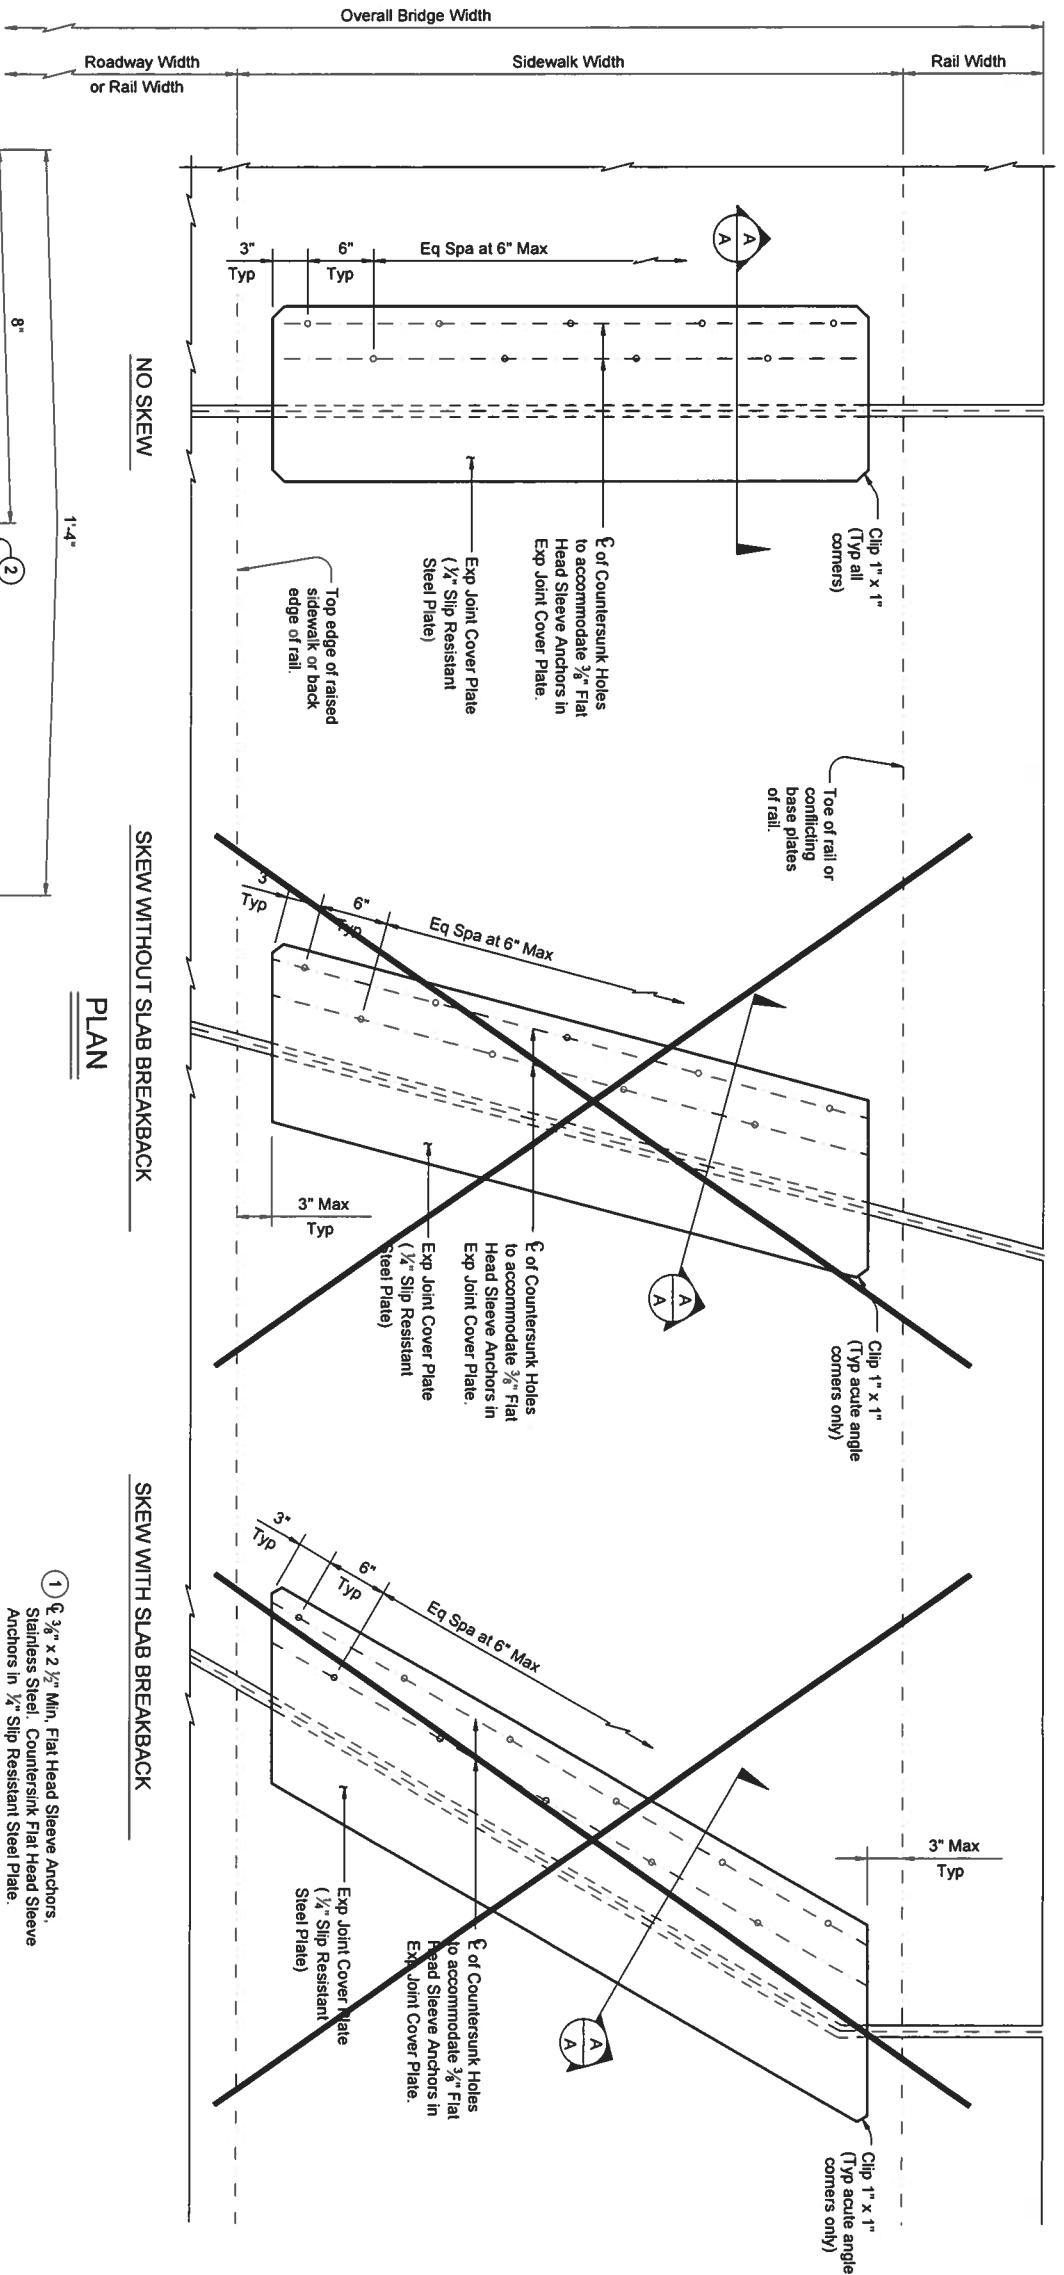 Overall Bridge Width
Roadway Width
or Rail Width
Sidewalk Width
Rail Width
3"
Typ
6"
Typ
Eq Spa at 6" Max
A
A
Clip 1" x 1"
(Typ all
corners)
℄ of Countersunk Holes
to accommodate ⅜" Flat
Head Sleeve Anchors in
Exp Joint Cover Plate.
Exp Joint Cover Plate
(¼" Slip Resistant
Steel Plate)
Top edge of raised
sidewalk or back
edge of rail.
Toe of rail or
conflicting
base plates
of rail.
NO SKEW
3"
Typ
6"
Typ
Eq Spa at 6" Max
3" Max
Typ
A
A
Clip 1" x 1"
(Typ acute angle
corners only)
℄ of Countersunk Holes
to accommodate ⅜" Flat
Head Sleeve Anchors in
Exp Joint Cover Plate.
Exp Joint Cover Plate
(¼" Slip Resistant
Steel Plate)
SKEW WITHOUT SLAB BREAKBACK
3"
Typ
6"
Typ
Eq Spa at 6" Max
3" Max
Typ
A
A
Clip 1" x 1"
(Typ acute angle
corners only)
℄ of Countersunk Holes
to accommodate ⅜" Flat
Head Sleeve Anchors in
Exp Joint Cover Plate.
Exp Joint Cover Plate
(¼" Slip Resistant
Steel Plate)
SKEW WITH SLAB BREAKBACK
PLAN
1'-4"
8"
2
1 ℄ ⅜" x 2 ½" Min, Flat Head Sleeve Anchors,
Stainless Steel. Countersink Flat Head Sleeve
Anchors in ¼" Slip Resistant Steel Plate.